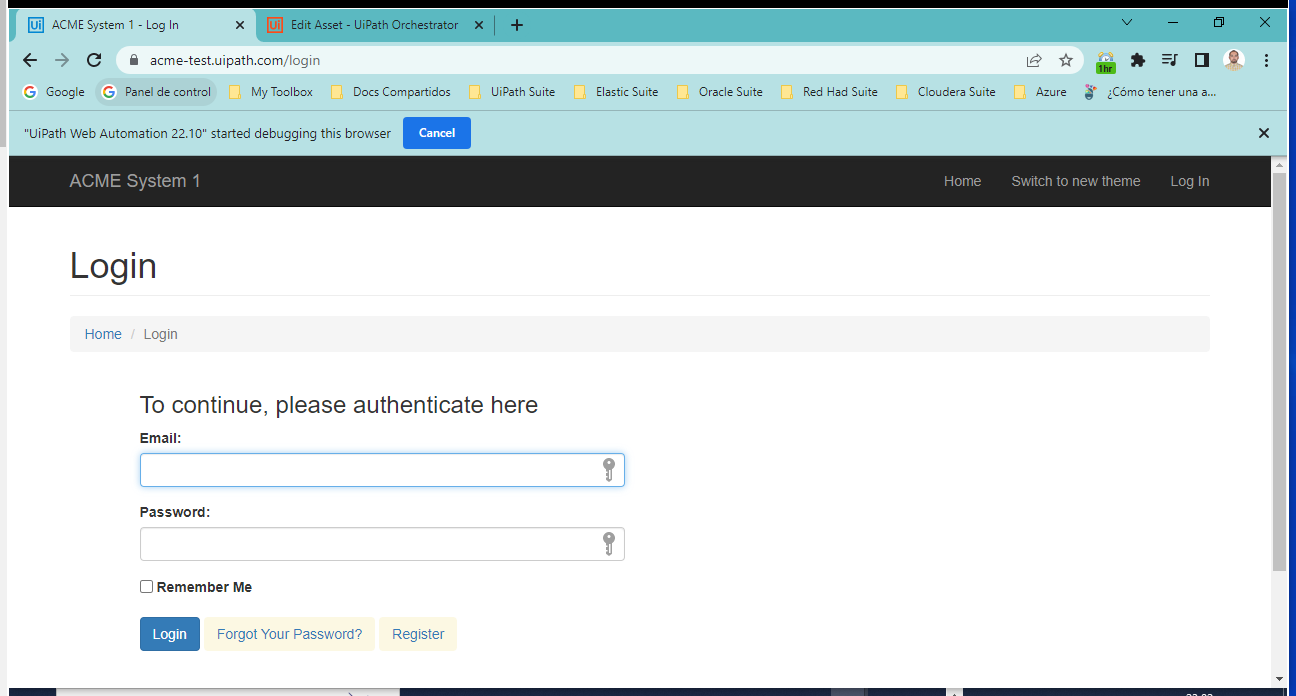 ACME System 1 - Log In
Edit Asset - UiPath Orchestrator
acme-test.uipath.com/login
1hr
Google Panel de control My Toolbox Docs Compartidos UiPath Suite Elastic Suite Oracle Suite Red Had Suite Cloudera Suite Azure ¿Cómo tener una a...
"UiPath Web Automation 22.10" started debugging this browser Cancel
ACME System 1 Home Switch to new theme Log In
Login
Home / Login
To continue, please authenticate here
Email:
Password:
Remember Me
Login Forgot Your Password? Register